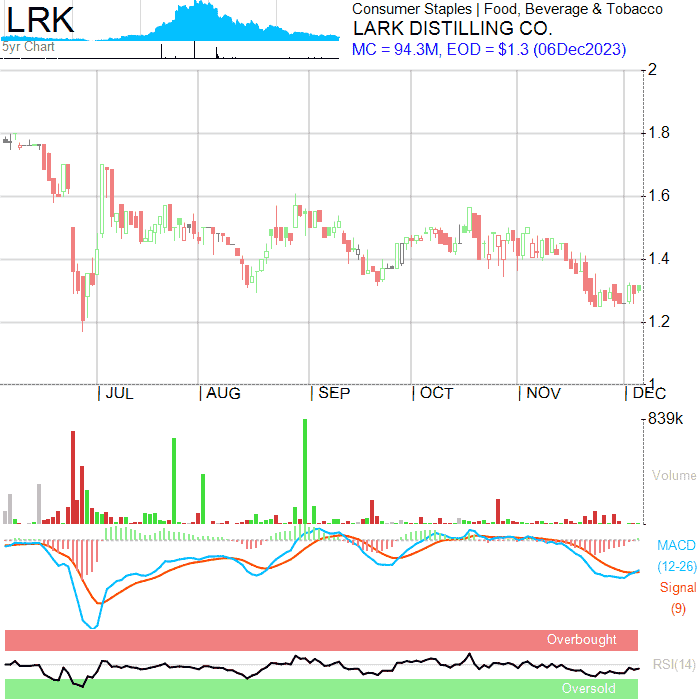 LRK
5yr Chart
Consumer Staples | Food, Beverage & Tobacco
LARK DISTILLING CO.
MC = 94.3M, EOD = $1.3 (06Dec2023)
2
1.8
1.6
1.4
1.2
1
JUL
AUG
SEP
OCT
NOV
DEC
839k
Volume
MACD
(12-26)
Signal
(9)
Overbought
RSI(14)
Oversold